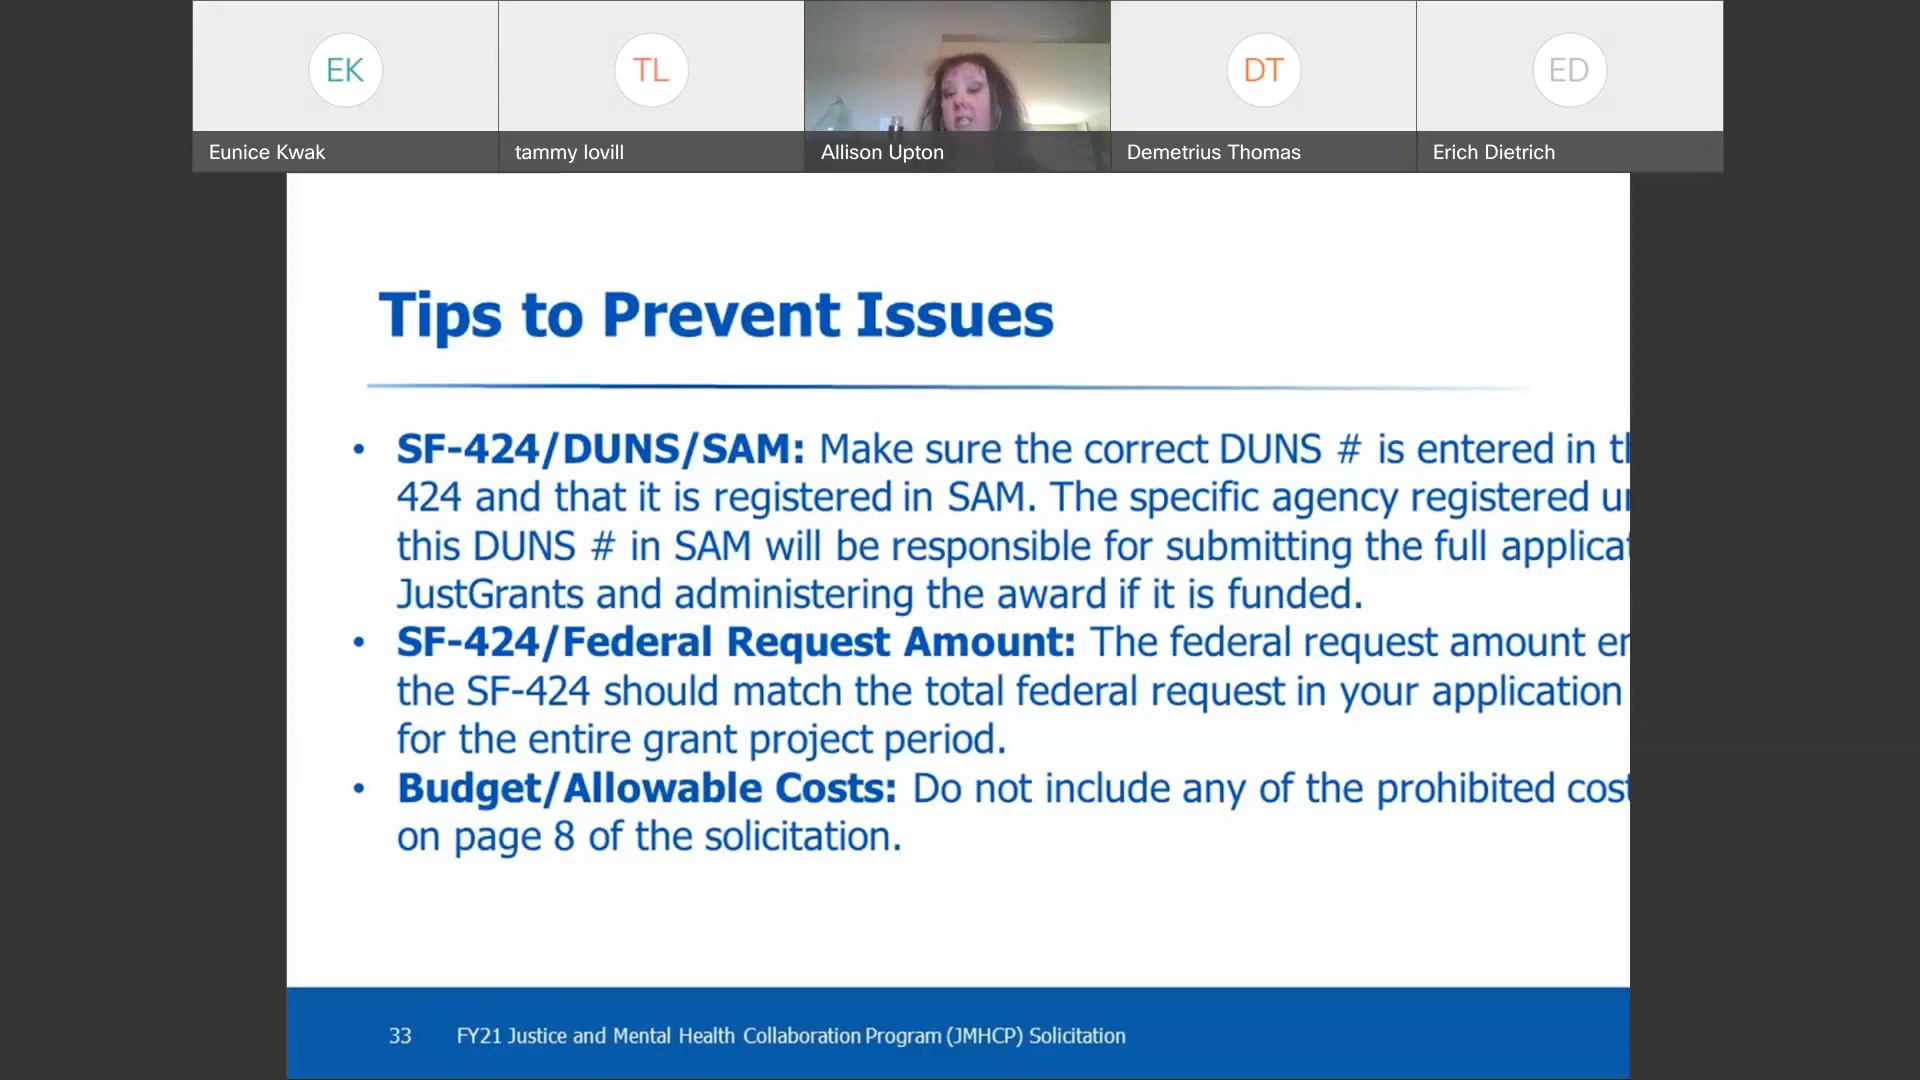 EK
TL
DT
ED
Eunice Kwak
tammy lovill
Allison Upton
Demetrius Thomas
Erich Dietrich
Tips to Prevent Issues
• SF-424/DUNS/SAM: Make sure the correct DUNS # is entered in
424 and that it is registered in SAM. The specific agency registered
this DUNS # in SAM will be responsible for submitting the full
JustGrants and administering the award if it is funded.
• SF-424/Federal Request Amount: The federal request amount
the SF-424 should match the total federal request in your application
for the entire grant project period.
• Budget/Allowable Costs: Do not include any of the prohibited
on page 8 of the solicitation.
33 FY21 Justice and Mental Health Collaboration Program (JMHCP) Solicitation